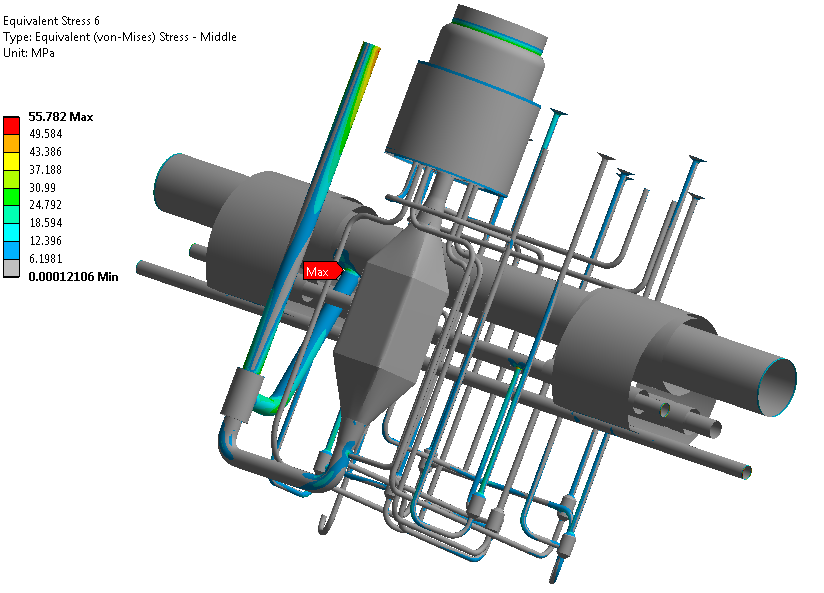 Equivalent Stress 6
Type: Equivalent (von-Mises) Stress - Middle
Unit: MPa
55.782 Max
49.584
43.386
37.188
30.99
24.792
18.594
12.396
6.1981
0.00012106 Min
Max